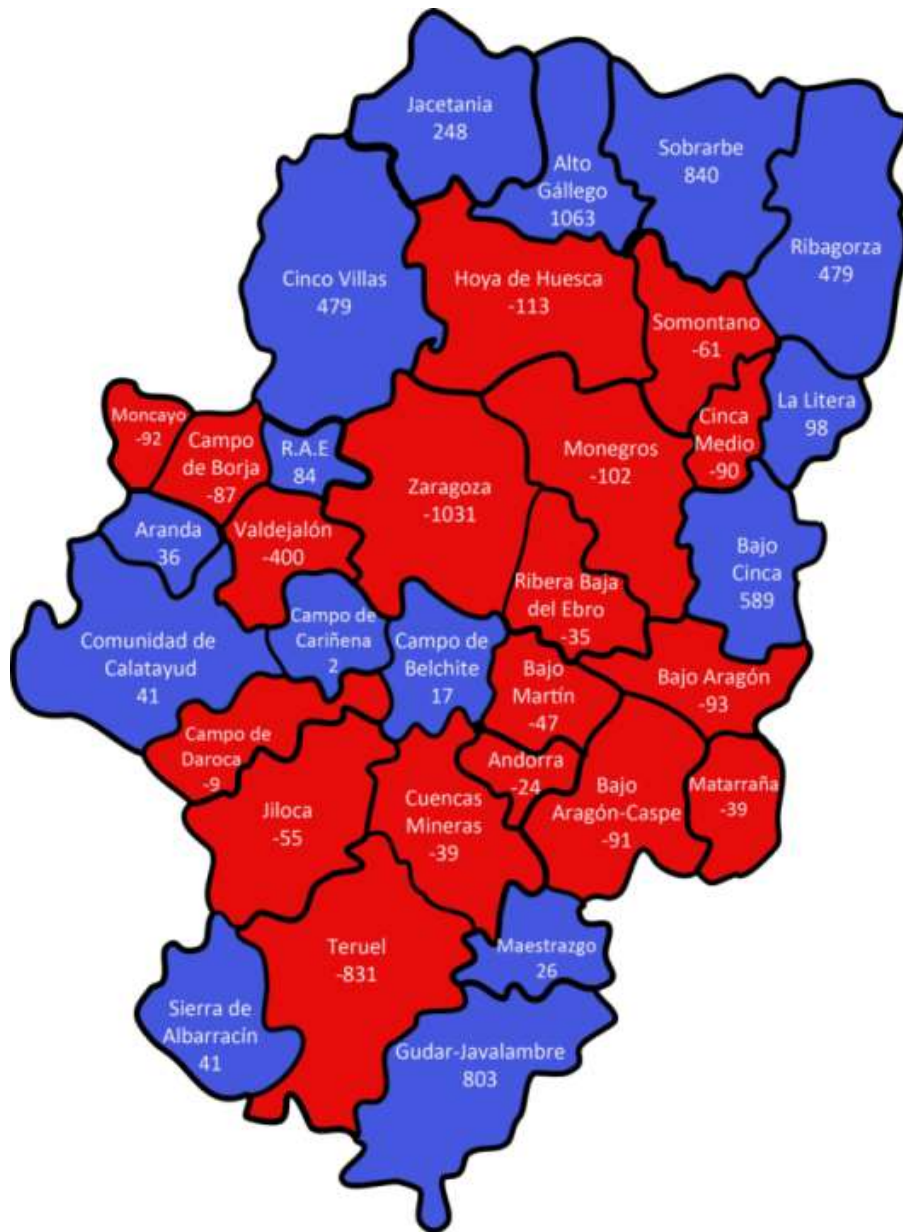 Jacetania
248
Alto
Gállego
1063
Sobrarbe
840
Ribagorza
479
Cinco Villas
479
Hoya de Huesca
-113
Somontano
-61
La Litera
98
Moncayo
-92
Campo
de Borja
-87
R.A.E
84
Zaragoza
-1031
Monegros
-102
Cinca
Medio
-90
Aranda
36
Valdejalón
-400
Bajo
Cinca
589
Ribera Baja
del Ebro
-35
Comunidad de
Calatayud
41
Campo de
Cariñena
2
Campo de
Belchite
17
Bajo
Martín
-47
Bajo Aragón
-93
Campo de
Daroca
-9
Andorra
-24
Jiloca
-55
Cuencas
Mineras
-39
Bajo
Aragón-Caspe
-91
Matarraña
-39
Teruel
-831
Maestrazgo
26
Sierra de
Albarracín
41
Gudar-Javalambre
803